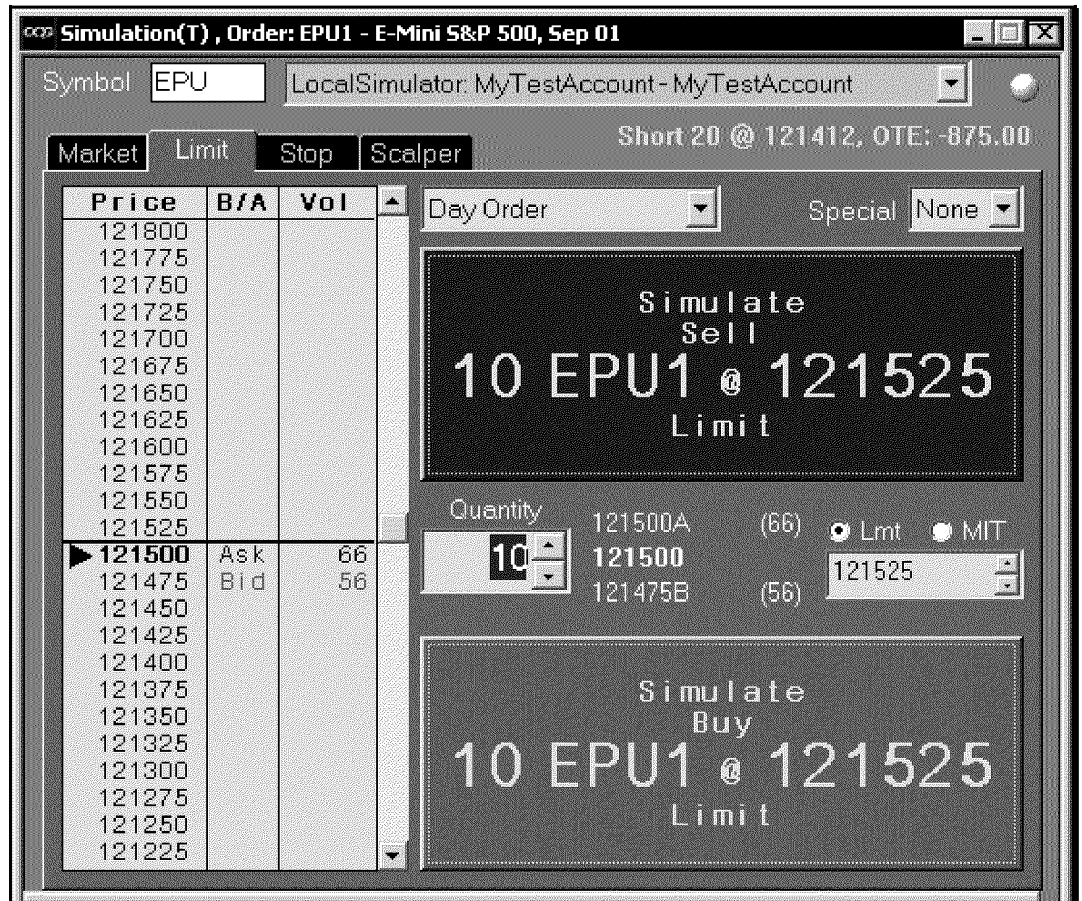 CQG Simulation(T) , Order: EPU1 - E-Mini S&P 500, Sep 01
Symbol EPU LocalSimulator: MyTestAccount - MyTestAccount
Short 20 @ 121412, OTE: -875.00
Market Limit Stop Scalper
Price B/A Vol
Day Order Special None
121800
121775
121750
121725
121700
121675
121650
121625
121600
121575
121550
121525
121500 Ask 66
121475 Bid 56
121450
121425
121400
121375
121350
121325
121300
121275
121250
121225
Simulate
Sell
10 EPU1 @ 121525
Limit
Quantity
10
121500A (66)
121500
121475B (56)
Lmt MIT
121525
Simulate
Buy
10 EPU1 @ 121525
Limit